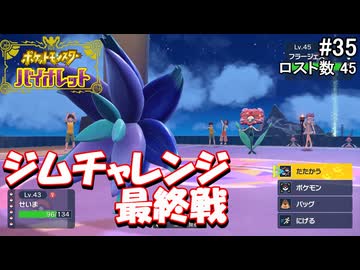 ポケットモンスター
バイオレット
Lv.45
フラージェ
#35
ロスト数 45
ジムチャレンジ
最終戦
たたかう
ポケモン
バッグ
にげる
Lv.43
せいま
96/134